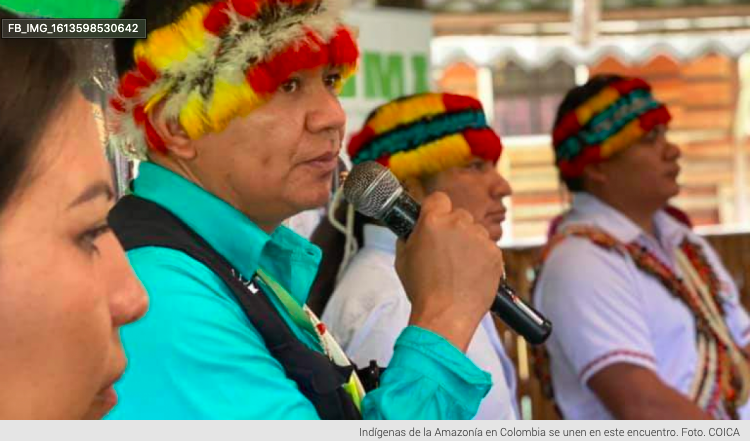 FB_IMG_1613598530642
Indígenas de la Amazonía en Colombia se unen en este encuentro. Foto. COICA